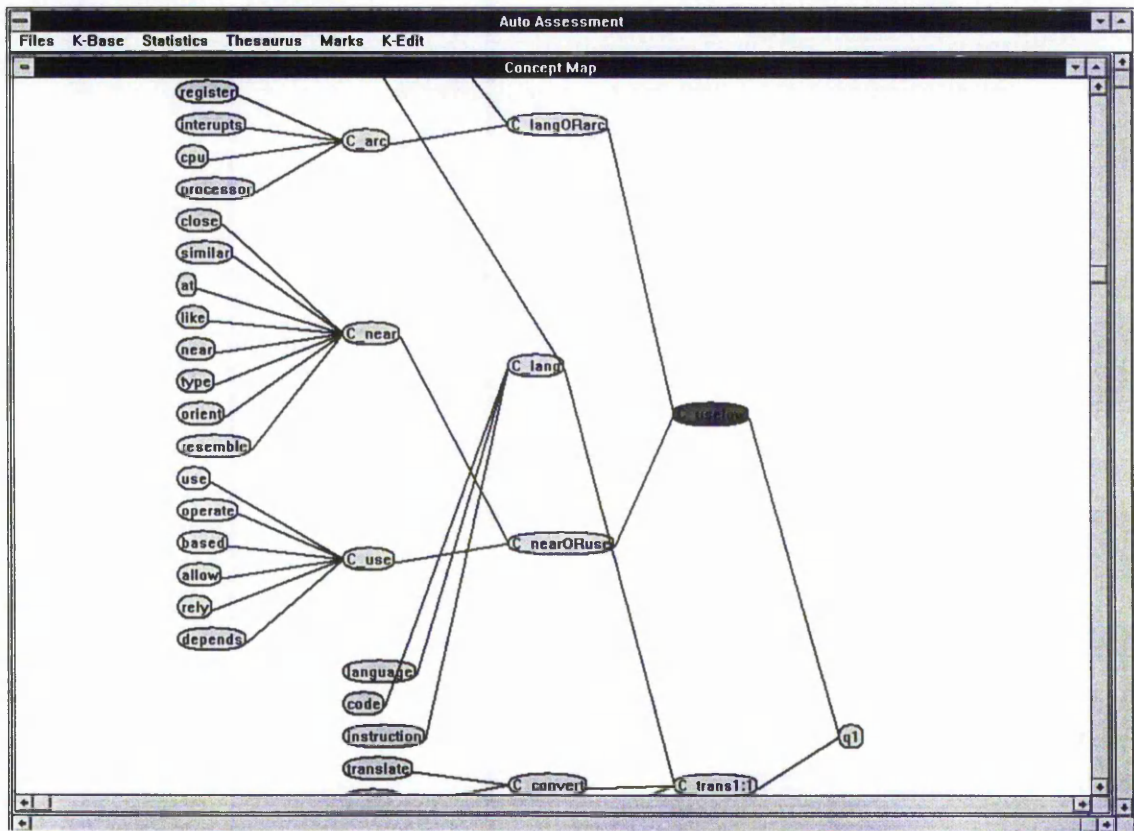 Auto Assessment
Files K-Base Statistics Thesaurus Marks K-Edit
Concept Map
register
interupts
cpu
processor
close
similar
at
like
near
type
orient
resemble
use
operate
based
allow
rely
depends
C_arc
C_near
C_use
language
code
instruction
translate
C_langORarc
C_lang
C_nearORuse
C_convert
C_uselow
C_trans1:1
q1